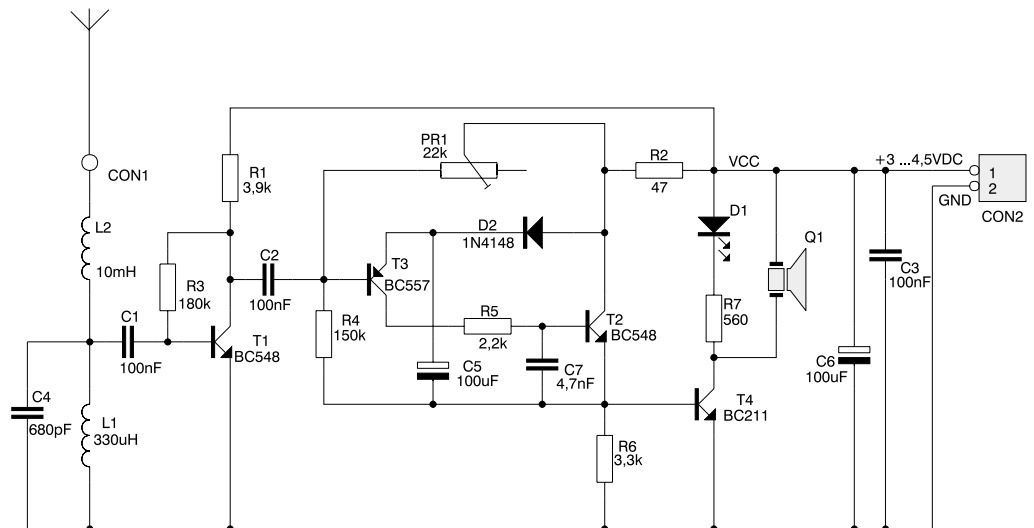 PR1
22k
R2
47
VCC
+3 ...4,5VDC
1
2
GND
CON2
CON1
R1
3,9k
L2
10mH
D2
1N4148
D1
Q1
C2
100nF
T3
BC557
C3
100nF
R3
180k
R7
560
R4
150k
R5
2,2k
T2
BC548
C1
100nF
T1
BC548
C5
100uF
C7
4,7nF
C6
100uF
C4
680pF
L1
330uH
T4
BC211
R6
3,3k